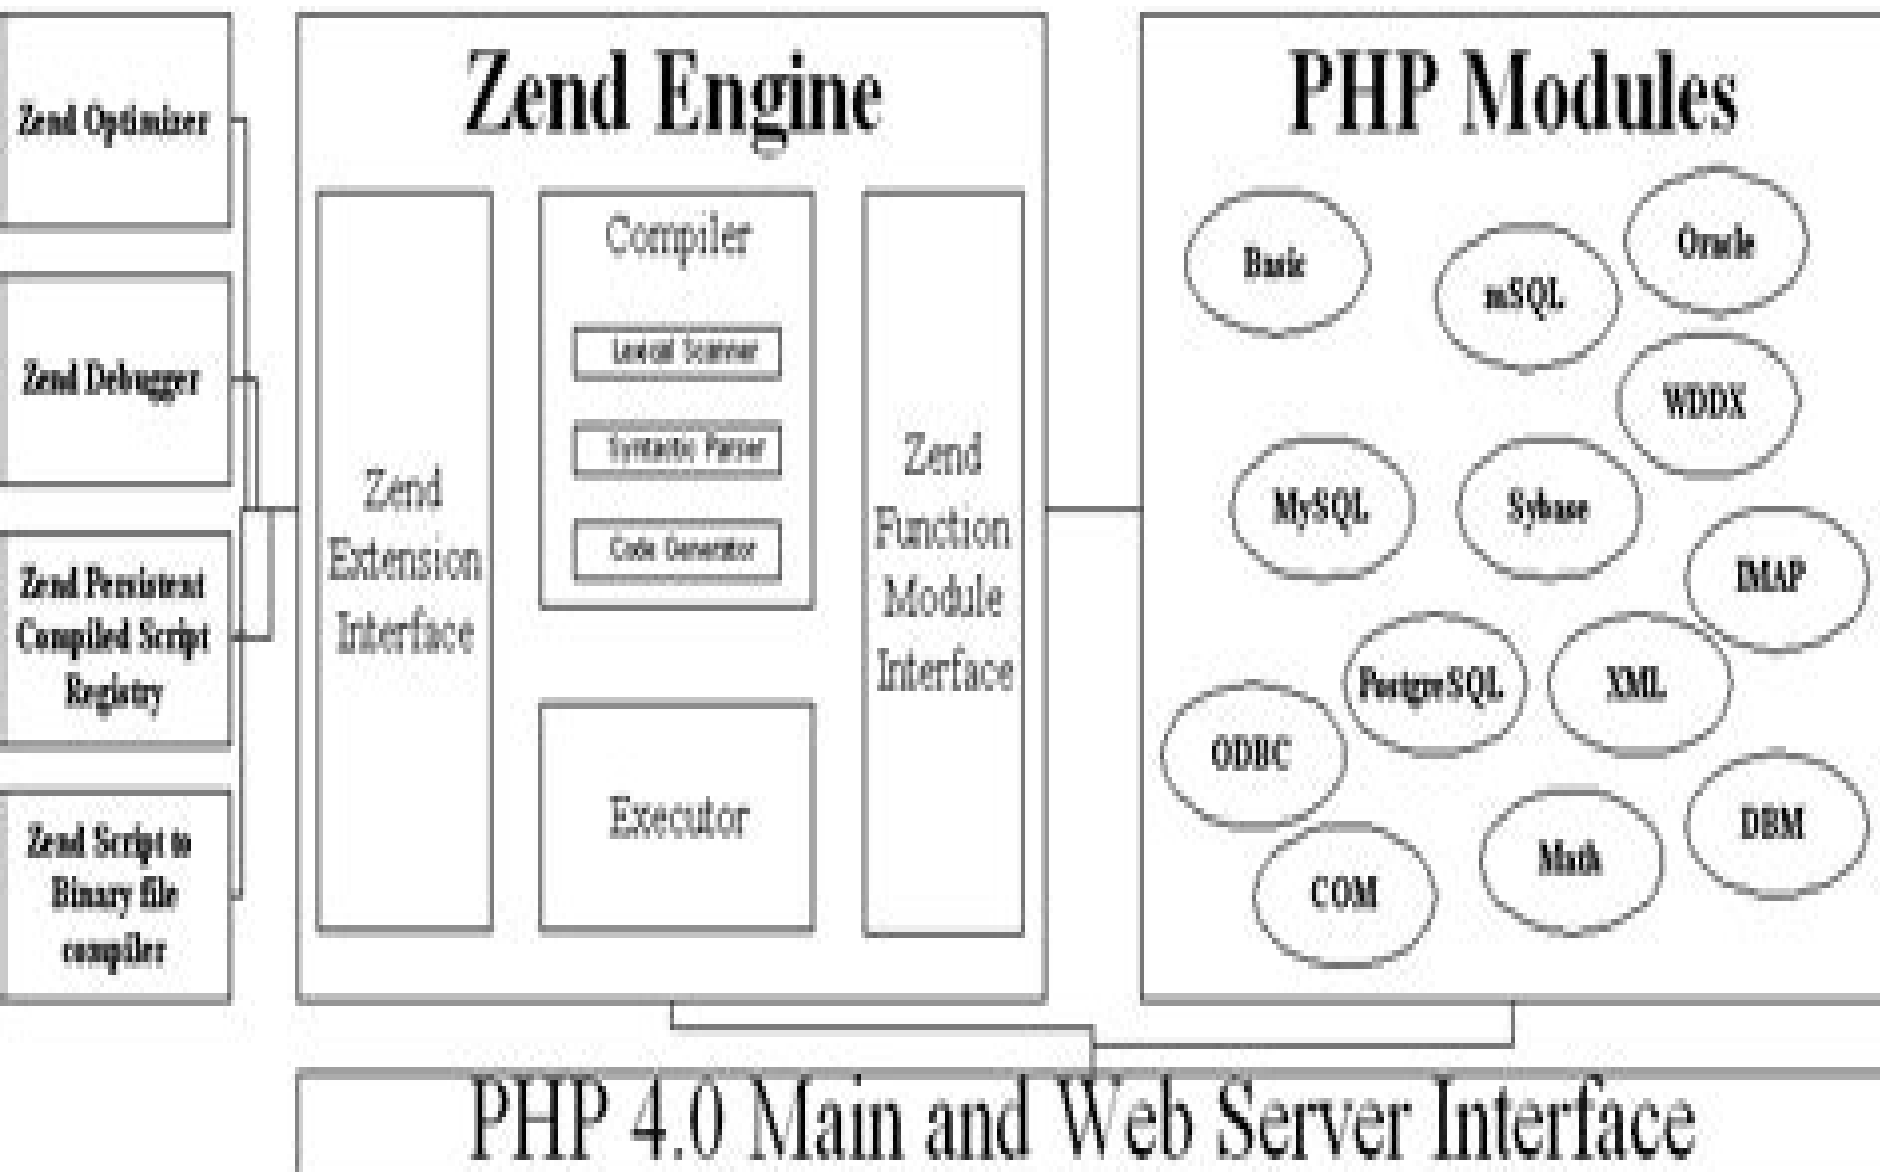 Zend Optimizer
Zend Debugger
Zend Persistent
Compiled Script
Registry
Zend Script to
Binary file
compiler
Zend Engine
Zend
Extension
Interface
Compiler
Lexical Scanner
Syntactic Parser
Code Generator
Executor
Zend
Function
Module
Interface
PHP Modules
Basic
mSQL
Oracle
WDDX
MySQL
Sybase
IMAP
PostgreSQL
XML
ODBC
DBM
Math
COM
PHP 4.0 Main and Web Server Interface